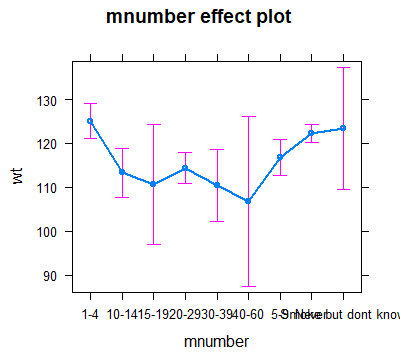 mnumber effect plot
130
120
110
100
90
wt
1-4 10-14 15-19 20-29 30-39 40-60 5-9 Never Smoke but dont know
mnumber